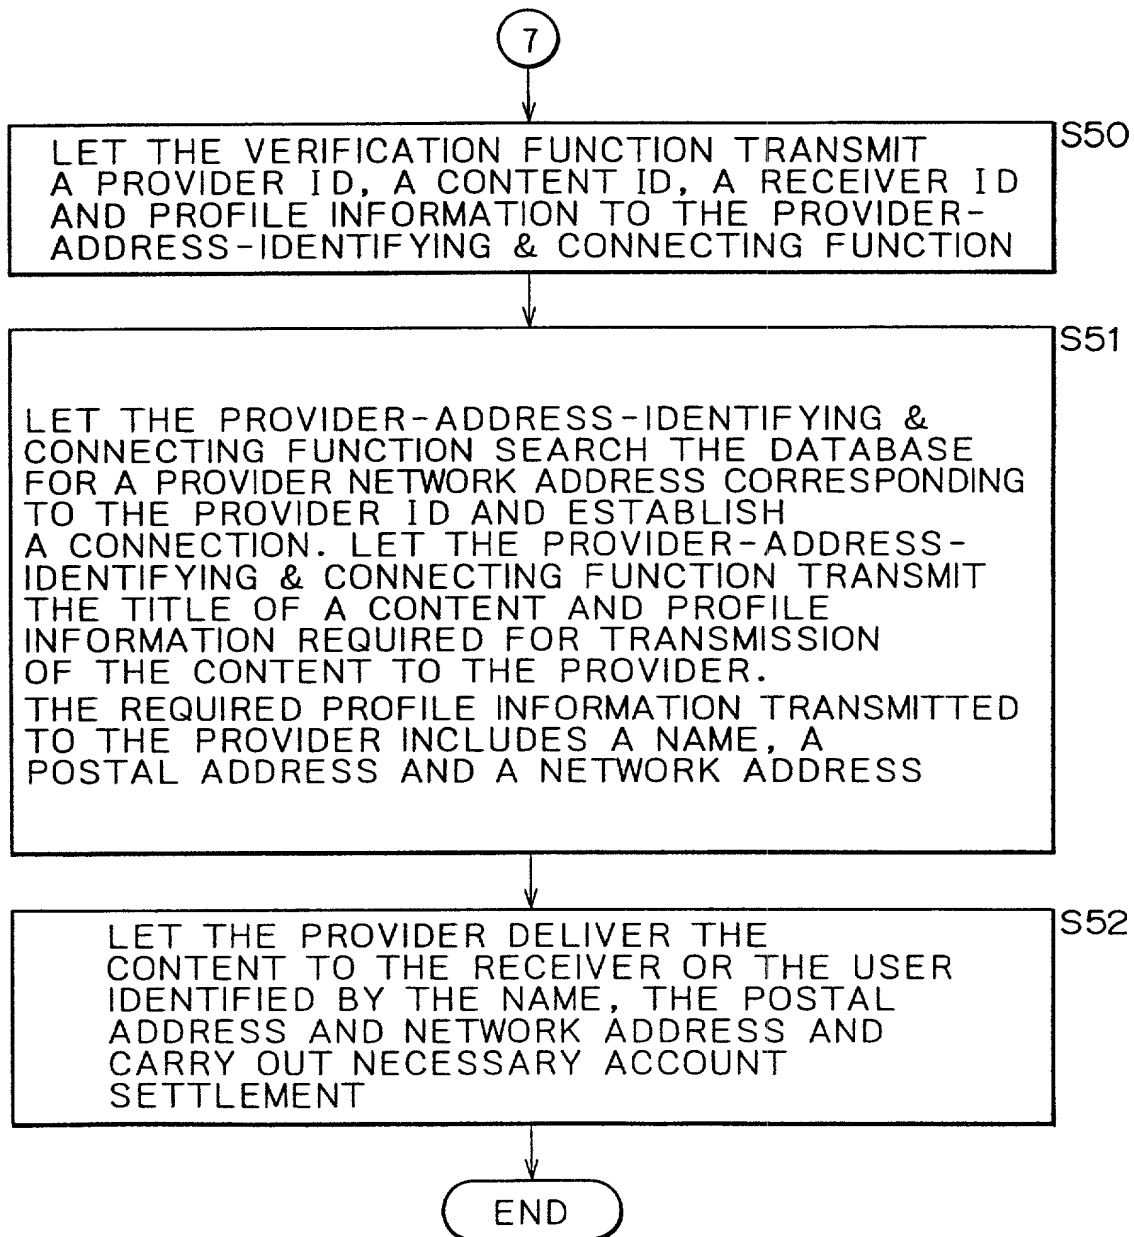 7
S50
LET THE VERIFICATION FUNCTION TRANSMIT
A PROVIDER ID, A CONTENT ID, A RECEIVER ID
AND PROFILE INFORMATION TO THE PROVIDER-
ADDRESS-IDENTIFYING & CONNECTING FUNCTION
S51
LET THE PROVIDER-ADDRESS-IDENTIFYING &
CONNECTING FUNCTION SEARCH THE DATABASE
FOR A PROVIDER NETWORK ADDRESS CORRESPONDING
TO THE PROVIDER ID AND ESTABLISH
A CONNECTION. LET THE PROVIDER-ADDRESS-
IDENTIFYING & CONNECTING FUNCTION TRANSMIT
THE TITLE OF A CONTENT AND PROFILE
INFORMATION REQUIRED FOR TRANSMISSION
OF THE CONTENT TO THE PROVIDER.
THE REQUIRED PROFILE INFORMATION TRANSMITTED
TO THE PROVIDER INCLUDES A NAME, A
POSTAL ADDRESS AND A NETWORK ADDRESS
S52
LET THE PROVIDER DELIVER THE
CONTENT TO THE RECEIVER OR THE USER
IDENTIFIED BY THE NAME, THE POSTAL
ADDRESS AND NETWORK ADDRESS AND
CARRY OUT NECESSARY ACCOUNT
SETTLEMENT
END